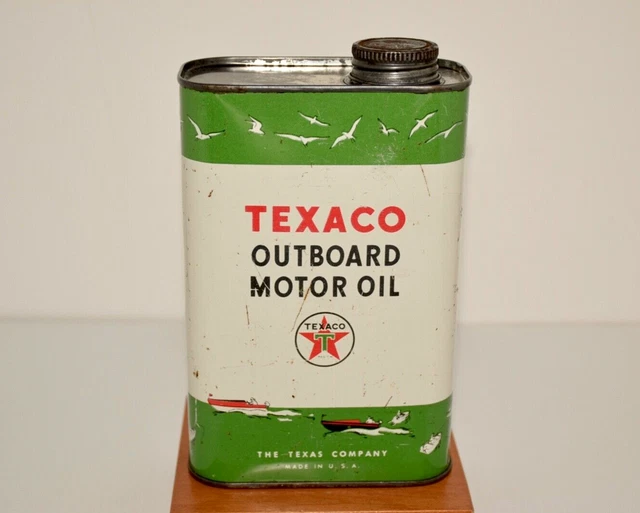 TEXACO
OUTBOARD
MOTOR OIL
TEXACO
T
THE TEXAS COMPANY
MADE IN U.S.A.